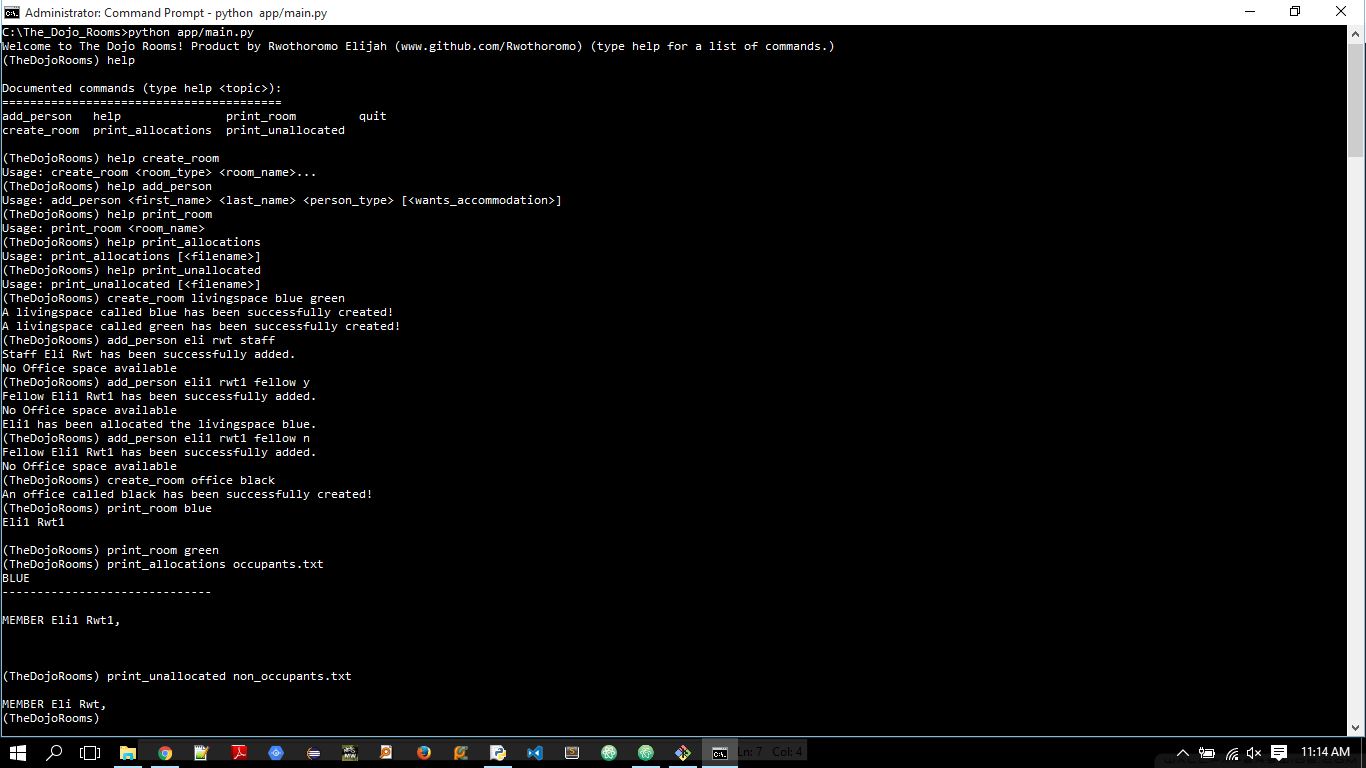 Administrator: Command Prompt - python  app/main.py
C:\The_Dojo_Rooms>python app/main.py
Welcome to The Dojo Rooms! Product by Rwothoromo Elijah (www.github.com/Rwothoromo) (type help for a list of commands.)
(TheDojoRooms) help
Documented commands (type help <topic>):
========================================
add_person   help               print_room         quit
create_room  print_allocations  print_unallocated
(TheDojoRooms) help create_room
Usage: create_room <room_type> <room_name>...
(TheDojoRooms) help add_person
Usage: add_person <first_name> <last_name> <person_type> [<wants_accommodation>]
(TheDojoRooms) help print_room
Usage: print_room <room_name>
(TheDojoRooms) help print_allocations
Usage: print_allocations [<filename>]
(TheDojoRooms) help print_unallocated
Usage: print_unallocated [<filename>]
(TheDojoRooms) create_room livingspace blue green
A livingspace called blue has been successfully created!
A livingspace called green has been successfully created!
(TheDojoRooms) add_person eli rwt staff
Staff Eli Rwt has been successfully added.
No Office space available
(TheDojoRooms) add_person eli1 rwt1 fellow y
Fellow Eli1 Rwt1 has been successfully added.
No Office space available
Eli1 has been allocated the livingspace blue.
(TheDojoRooms) add_person eli1 rwt1 fellow n
Fellow Eli1 Rwt1 has been successfully added.
No Office space available
(TheDojoRooms) create_room office black
An office called black has been successfully created!
(TheDojoRooms) print_room blue
Eli1 Rwt1
(TheDojoRooms) print_room green
(TheDojoRooms) print_allocations occupants.txt
BLUE
------------------------------
MEMBER Eli1 Rwt1,
(TheDojoRooms) print_unallocated non_occupants.txt
MEMBER Eli Rwt,
(TheDojoRooms)
Ln: 7  Col: 4
11:14 AM